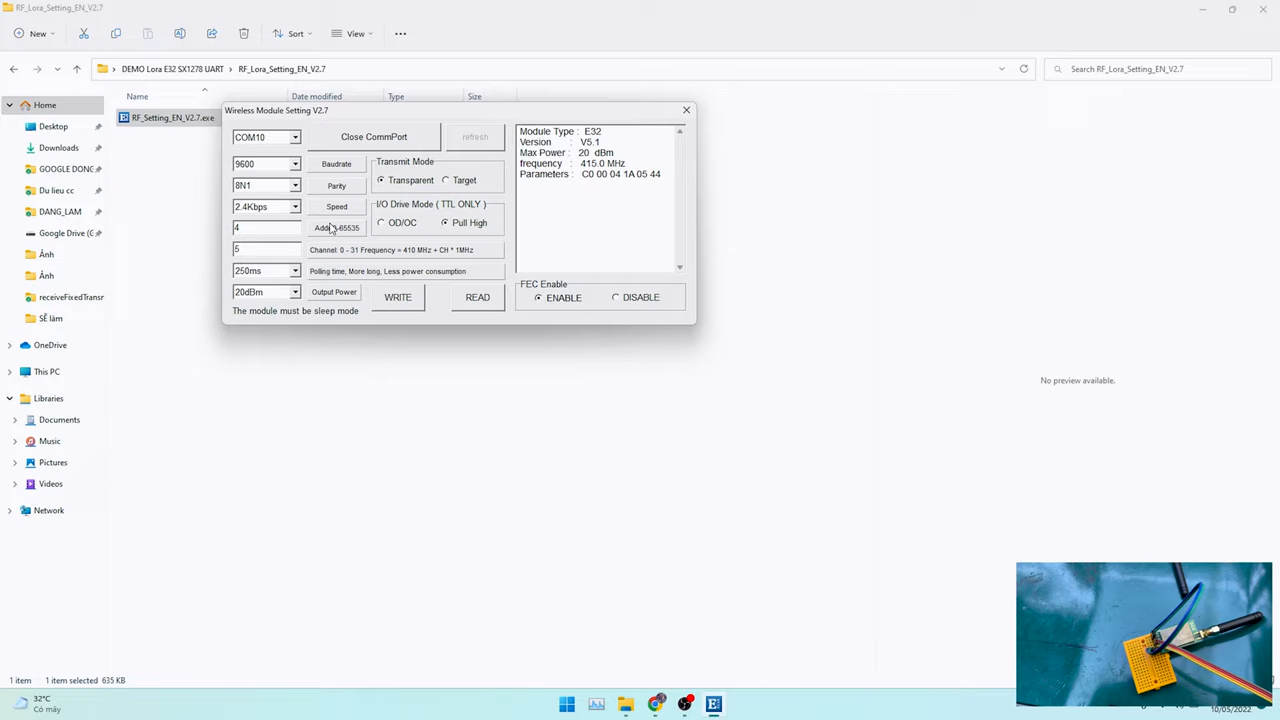 RF_Lora_Setting_EN_V2.7
New
Sort
View
DEMO Lora E32 SX1278 UART
RF_Lora_Setting_EN_V2.7
Search RF_Lora_Setting_EN_V2.7
Name
Date modified
Type
Size
RF_Setting_EN_V2.7.exe
Home
Desktop
Downloads
GOOGLE DONG
Du lieu cc
DANG_LAM
Google Drive (G
Ảnh
Ảnh
receiveFixedTransr
SẼ làm
OneDrive
This PC
Libraries
Documents
Music
Pictures
Videos
Network
Wireless Module Setting V2.7
COM10
Close CommPort
refresh
9600
Baudrate
8N1
Parity
2.4Kbps
Speed
4
5
Channel: 0 - 31 Frequency = 410 MHz + CH * 1MHz
250ms
Polling time, More long, Less power consumption
20dBm
Output Power
WRITE
READ
The module must be sleep mode
Transmit Mode
Transparent
Target
I/O Drive Mode ( TTL ONLY )
OD/OC
Pull High
Module Type : E32
Version : V5.1
Max Power : 20 dBm
frequency : 415.0 MHz
Parameters : C0 00 04 1A 05 44
FEC Enable
ENABLE
DISABLE
No preview available.
1 item
1 item selected 635 KB
32°C
Có mây
10/05/2022